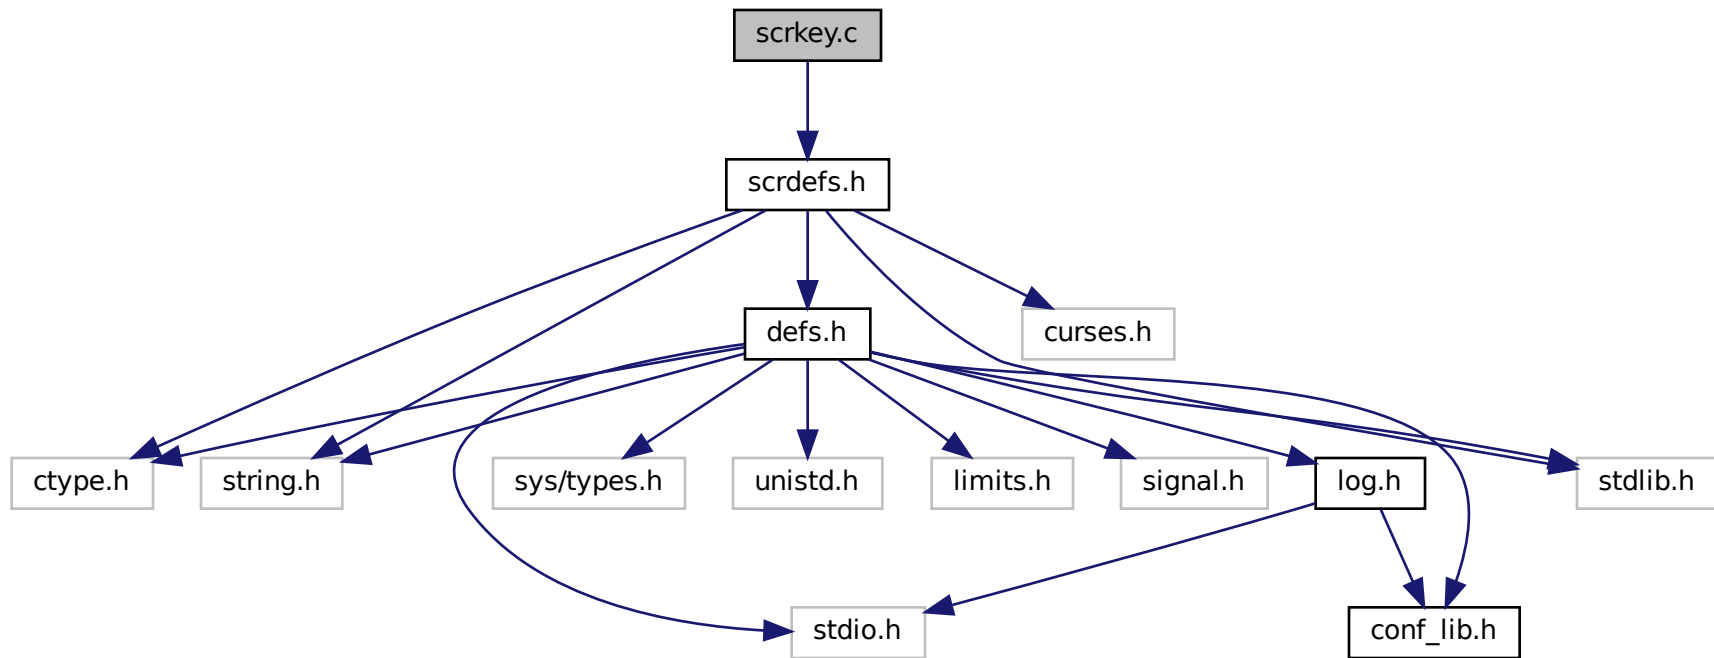 scrkey.c
scrdefs.h
defs.h
curses.h
ctype.h
string.h
sys/types.h
unistd.h
limits.h
signal.h
log.h
stdlib.h
stdio.h
conf_lib.h